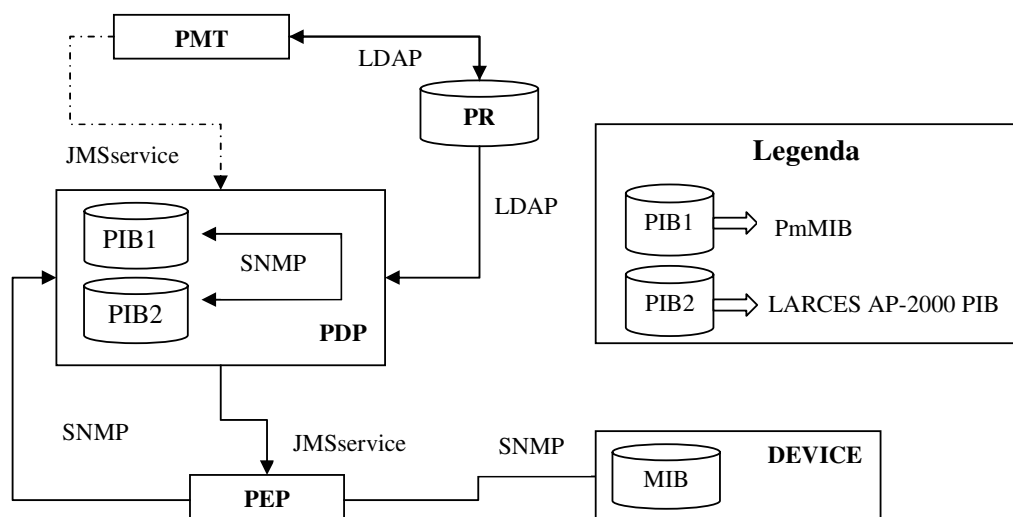 PMT
LDAP
PR
JMSservice
LDAP
PIB1
SNMP
PIB2
PDP
Legenda
PIB1
PmMIB
PIB2
LARCES AP-2000 PIB
SNMP
JMSservice
SNMP
PEP
DEVICE
MIB